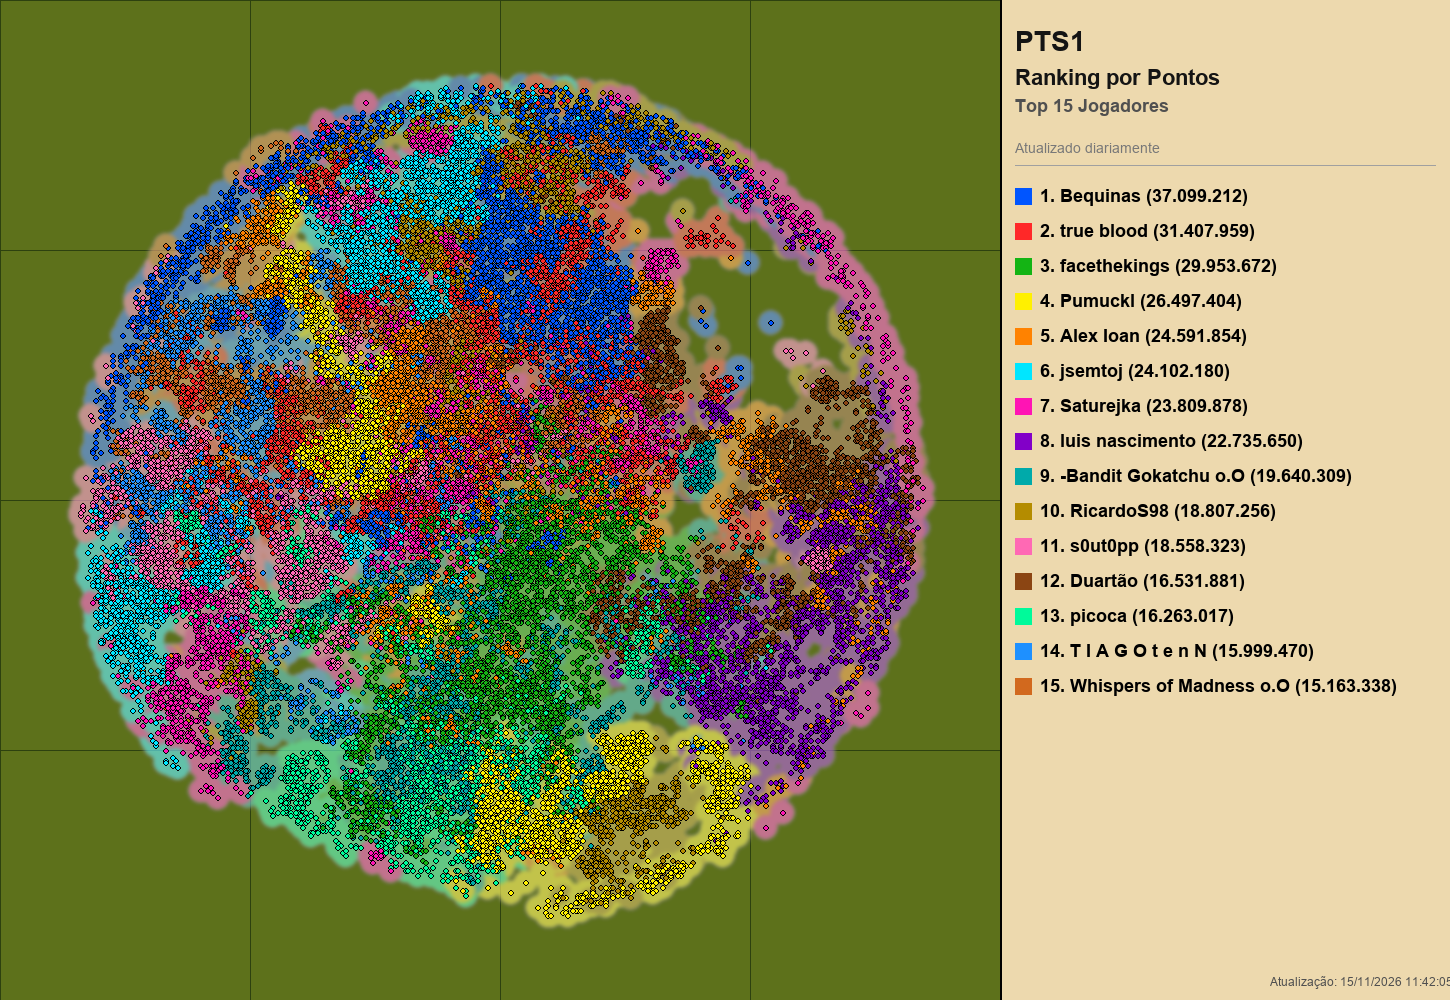 PTS1
Ranking por Pontos
Top 15 Jogadores
Atualizado diariamente
1. Bequinas (37.099.212)
2. true blood (31.407.959)
3. facethekings (29.953.672)
4. Pumuckl (26.497.404)
5. Alex Ioan (24.591.854)
6. jsemtoj (24.102.180)
7. Saturejka (23.809.878)
8. luis nascimento (22.735.650)
9. -Bandit Gokatchu o.O (19.640.309)
10. RicardoS98 (18.807.256)
11. s0ut0pp (18.558.323)
12. Duartão (16.531.881)
13. picoca (16.263.017)
14. T I A G O t e n N (15.999.470)
15. Whispers of Madness o.O (15.163.338)
Atualização: 15/11/2026 11:42:05